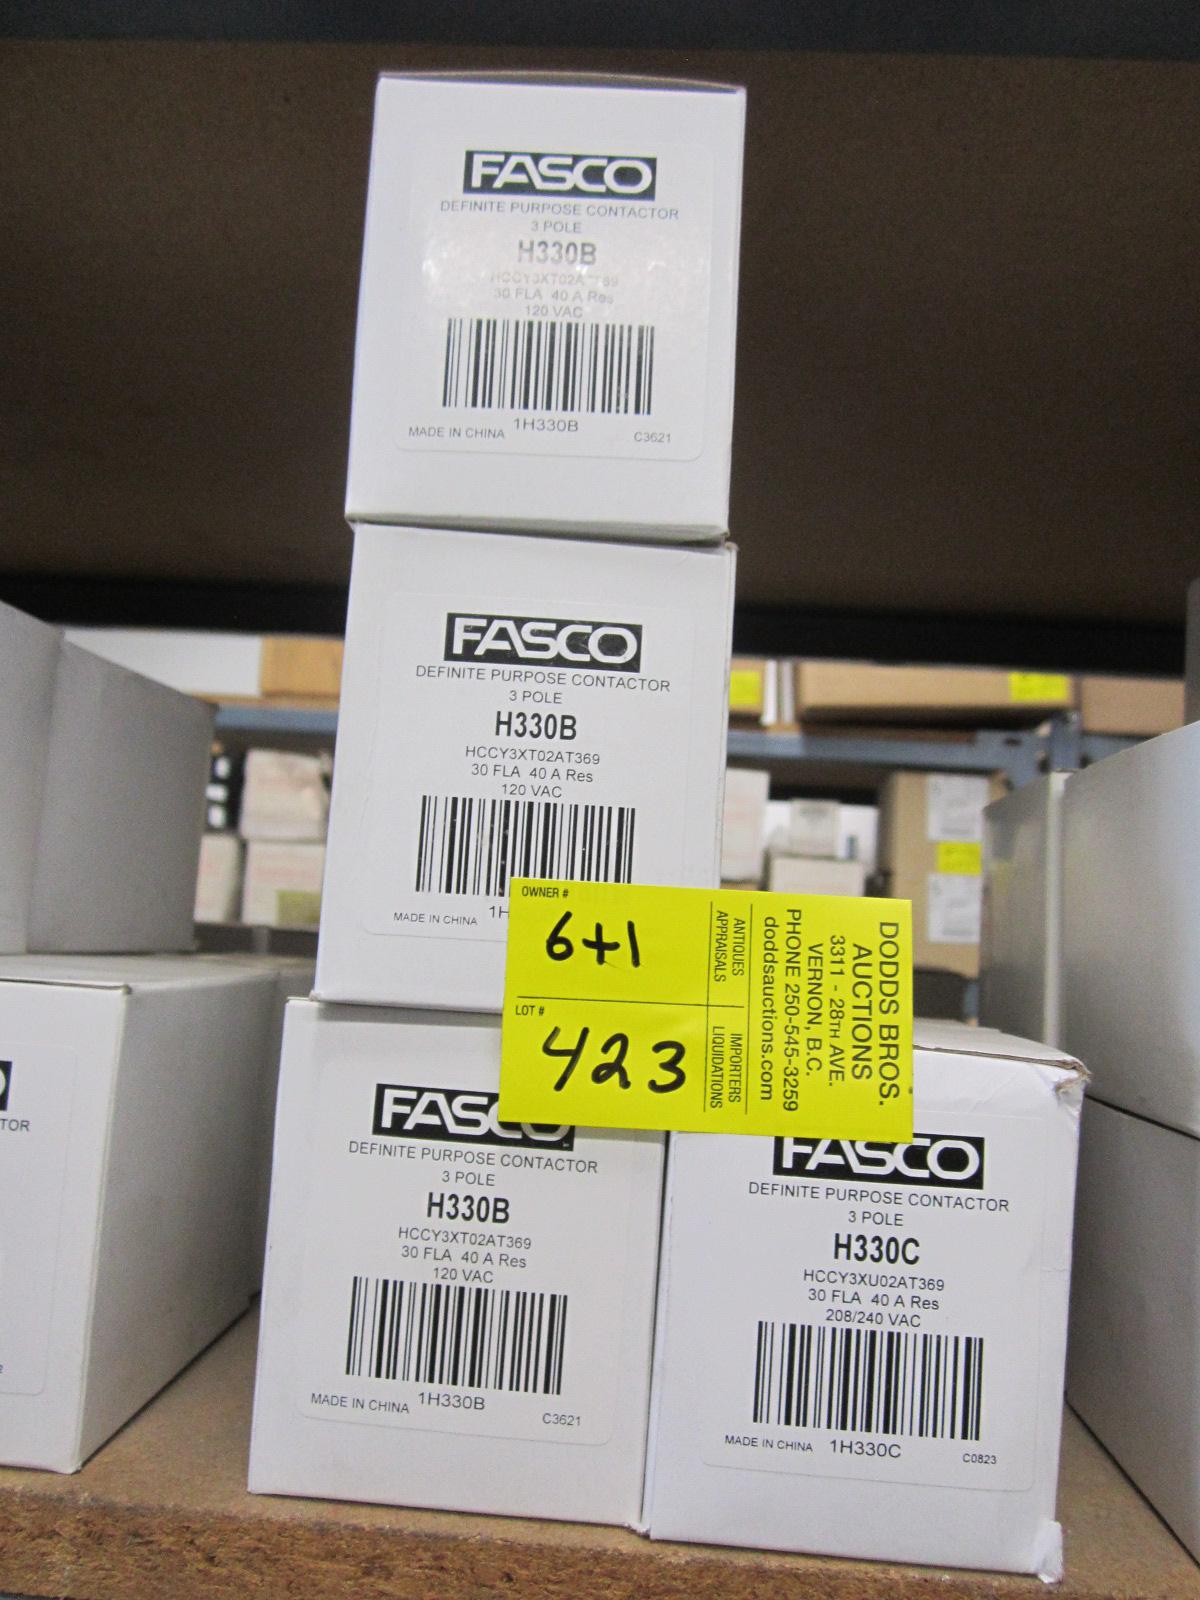 FASCO
DEFINITE PURPOSE CONTACTOR
3 POLE
H330B
HCCY3XT02AT369
30 FLA 40 A Res
120 VAC
1H330B
MADE IN CHINA
C3621
FASCO
DEFINITE PURPOSE CONTACTOR
3 POLE
H330B
HCCY3XT02AT369
30 FLA 40 A Res
120 VAC
MADE IN CHINA 1H
OWNER #
6+1
LOT #
423
ANTIQUES
APPRAISALS
IMPORTERS
LIQUIDATIONS
DODDS BROS.
AUCTIONS
3311 - 28TH AVE.
VERNON, B.C.
PHONE 250-545-3259
doddsauctions.com
FASCO
DEFINITE PURPOSE CONTACTOR
3 POLE
H330B
HCCY3XT02AT369
30 FLA 40 A Res
120 VAC
MADE IN CHINA 1H330B
C3621
FASCO
DEFINITE PURPOSE CONTACTOR
3 POLE
H330C
HCCY3XU02AT369
30 FLA 40 A Res
208/240 VAC
MADE IN CHINA 1H330C
C0823
TOR